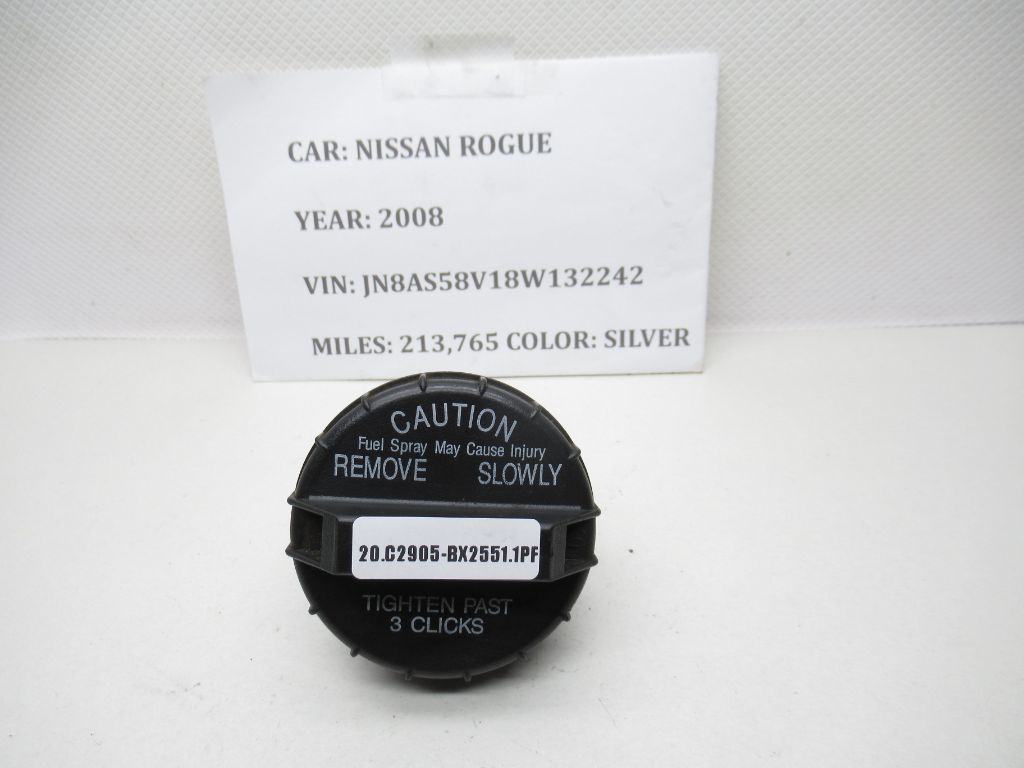 CAR: NISSAN ROGUE
YEAR: 2008
VIN: JN8AS58V18W132242
MILES: 213,765 COLOR: SILVER
CAUTION
Fuel Spray May Cause Injury
REMOVE SLOWLY
20.C2905-BX2551.1PF
TIGHTEN PAST
3 CLICKS